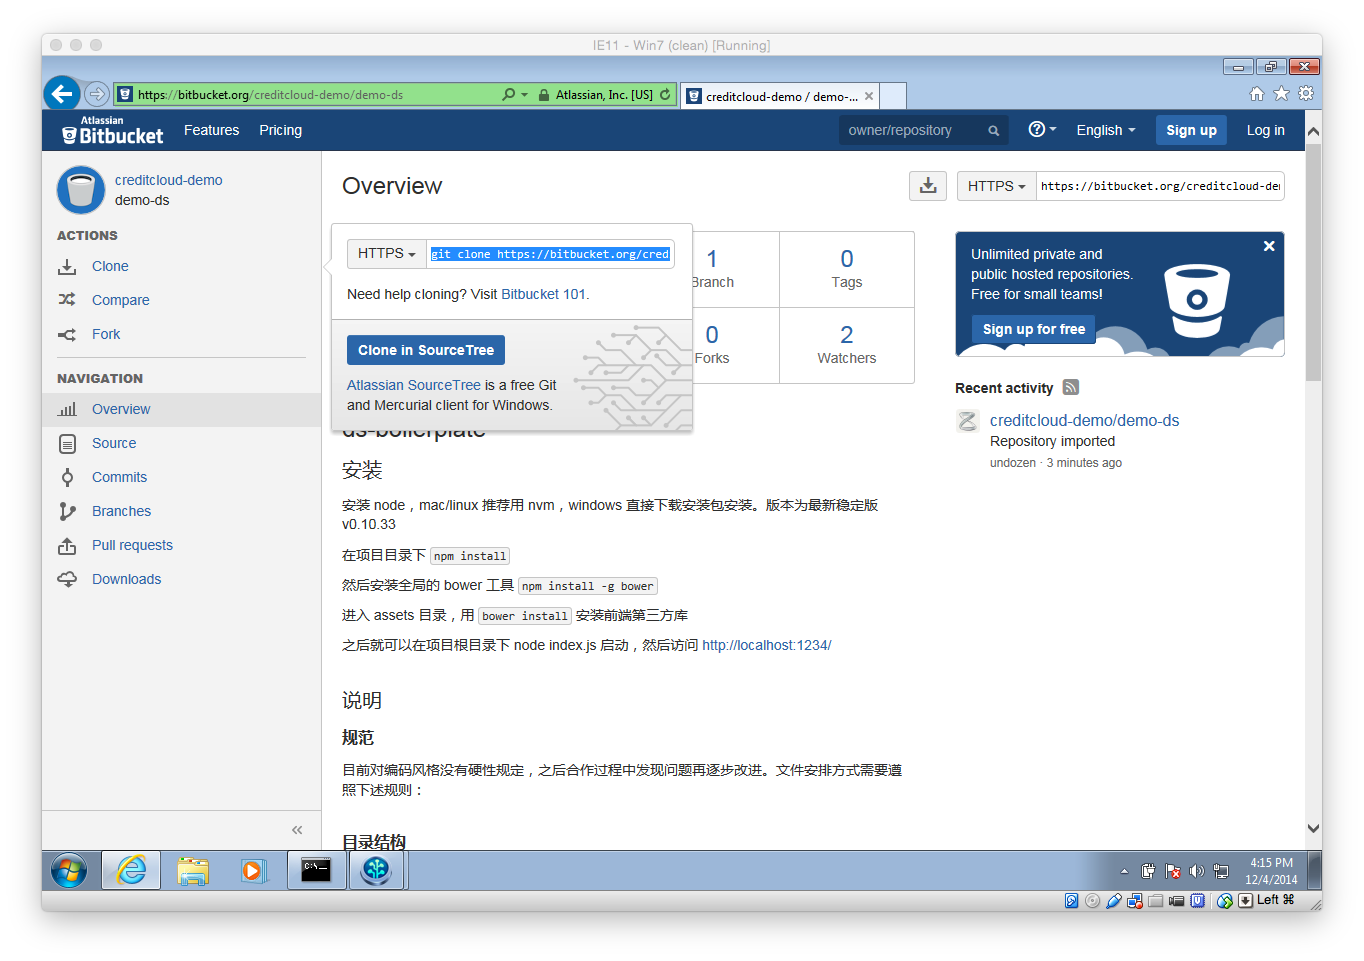 IE11 - Win7 (clean) [Running]
https://bitbucket.org/creditcloud-demo/demo-ds
Atlassian, Inc. [US]
creditcloud-demo / demo-...
Atlassian
Bitbucket
Features
Pricing
owner/repository
English
Sign up
Log in
creditcloud-demo
demo-ds
ACTIONS
Clone
Compare
Fork
NAVIGATION
Overview
Source
Commits
Branches
Pull requests
Downloads
Overview
HTTPS
https://bitbucket.org/creditcloud-de
HTTPS
git clone https://bitbucket.org/cred
Need help cloning? Visit Bitbucket 101.
Clone in SourceTree
Atlassian SourceTree is a free Git
and Mercurial client for Windows.
1
Branch
0
Tags
0
Forks
2
Watchers
Unlimited private and
public hosted repositories.
Free for small teams!
Sign up for free
Recent activity
creditcloud-demo/demo-ds
Repository imported
undozen · 3 minutes ago
ds-boilerplate
安装
安装 node，mac/linux 推荐用 nvm，windows 直接下载安装包安装。版本为最新稳定版
v0.10.33
在项目目录下 npm install
然后安装全局的 bower 工具 npm install -g bower
进入 assets 目录，用 bower install 安装前端第三方库
之后就可以在项目根目录下 node index.js 启动，然后访问 http://localhost:1234/
说明
规范
目前对编码风格没有硬性规定，之后合作过程中发现问题再逐步改进。文件安排方式需要遵
照下述规则：
目录结构
4:15 PM
12/4/2014
Left ⌘